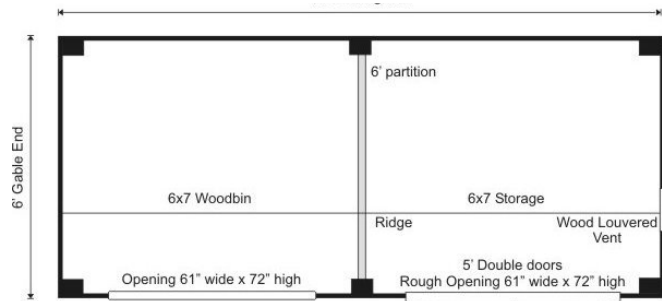 6' partition
6' Gable End
6x7 Woodbin
6x7 Storage
Ridge
Wood Louvered
Vent
Opening 61” wide x 72” high
5' Double doors
Rough Opening 61” wide x 72” high